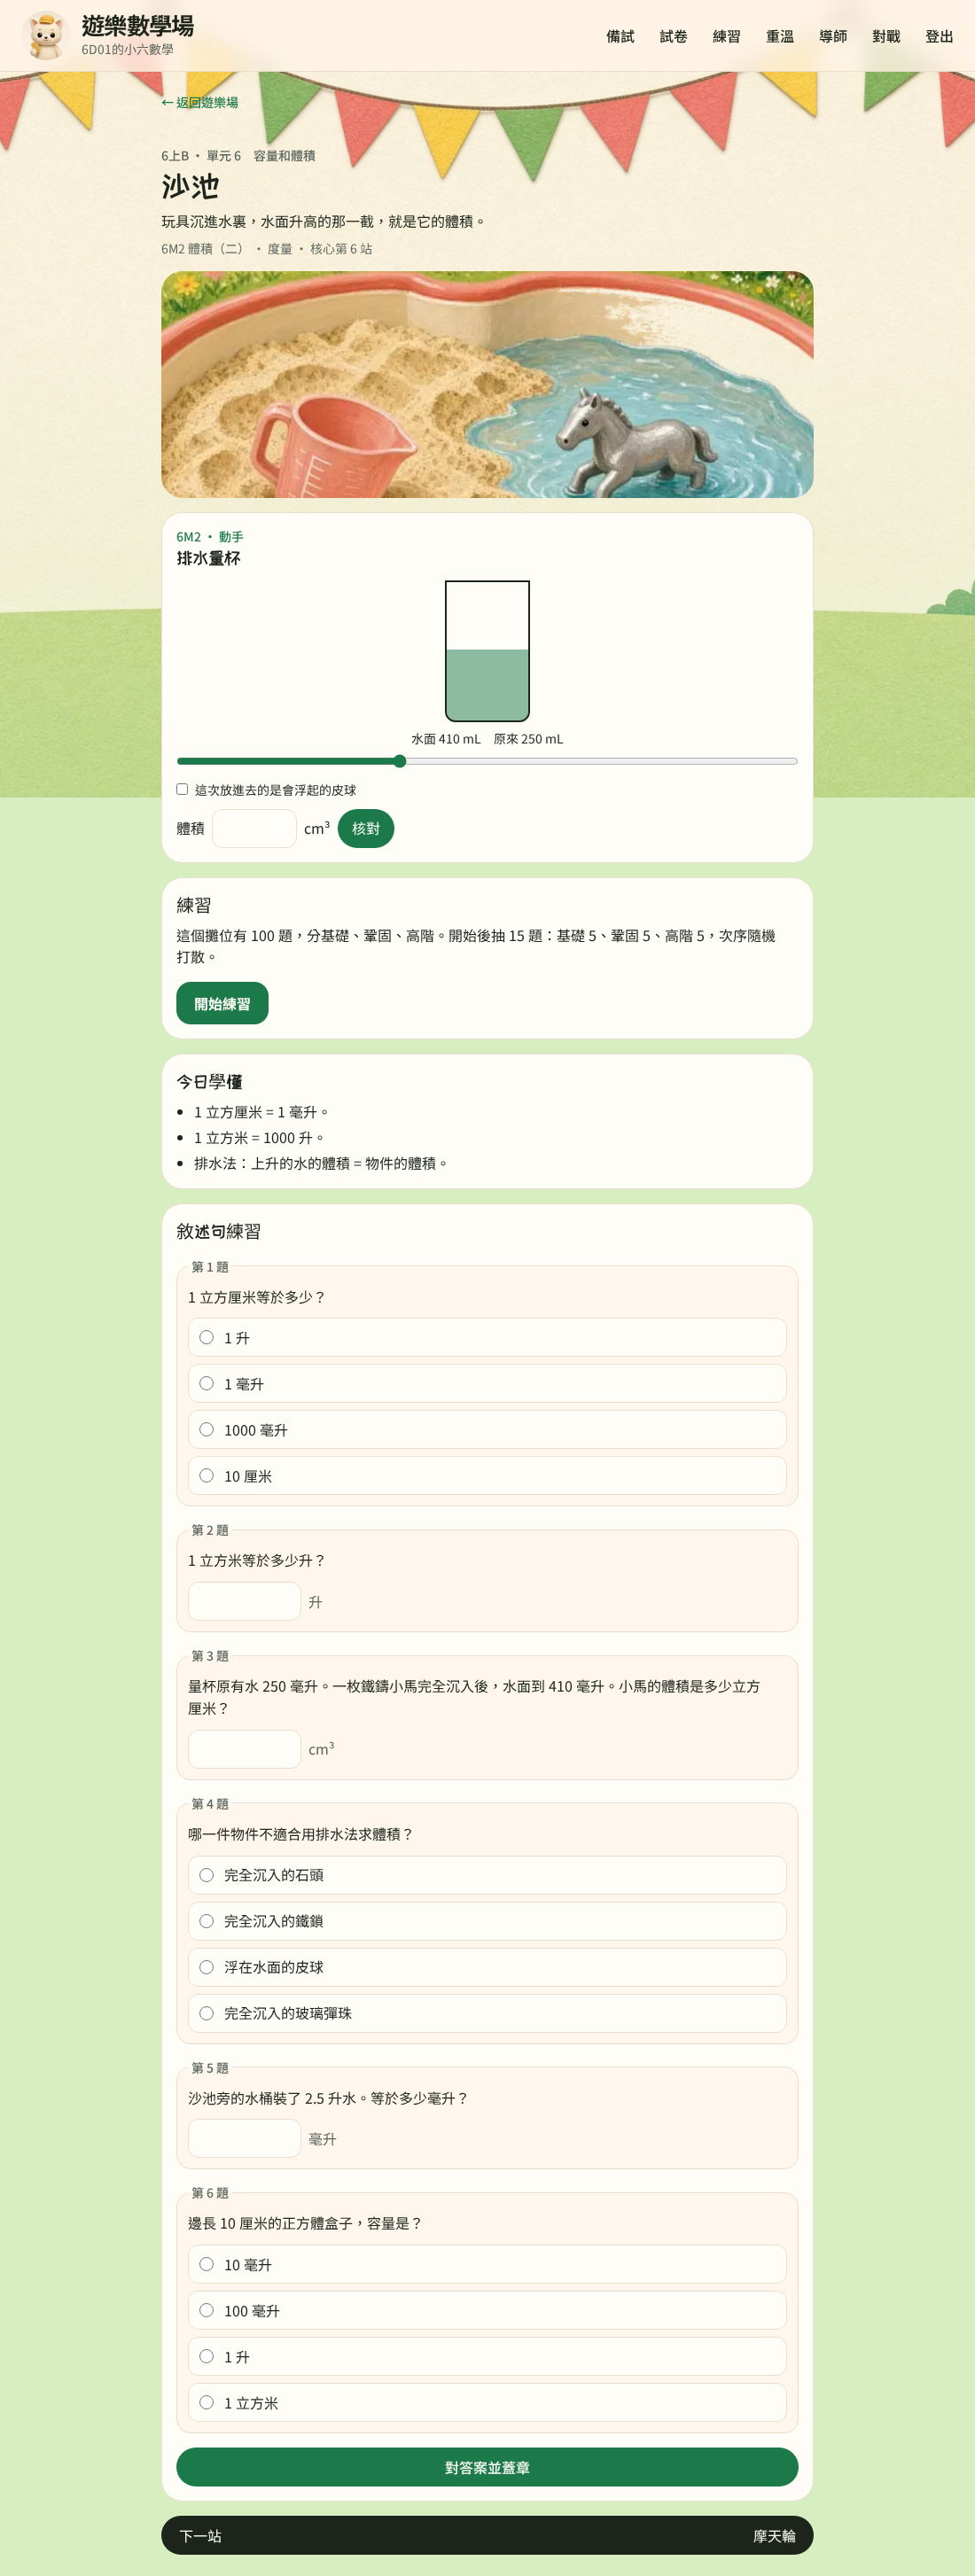 遊樂數學場
6D01的小六數學
備試 試卷 練習 重溫 導師 對戰 登出
← 返回遊樂場
6上B · 單元 6 容量和體積
沙池
玩具沉進水裏，水面升高的那一截，就是它的體積。
6M2 體積（二） · 度量 · 核心第 6 站
6M2 · 動手
排水量杯
水面 410 mL 原來 250 mL
這次放進去的是會浮起的皮球
體積 cm³ 核對
練習
這個攤位有 100 題，分基礎、鞏固、高階。開始後抽 15 題：基礎 5、鞏固 5、高階 5，次序隨機
打散。
開始練習
今日學懂
1 立方厘米 = 1 毫升。
1 立方米 = 1000 升。
排水法：上升的水的體積 = 物件的體積。
敘述句練習
第 1 題
1 立方厘米等於多少？
1 升
1 毫升
1000 毫升
10 厘米
第 2 題
1 立方米等於多少升？
升
第 3 題
量杯原有水 250 毫升。一枚鐵鑄小馬完全沉入後，水面到 410 毫升。小馬的體積是多少立方
厘米？
cm³
第 4 題
哪一件物件不適合用排水法求體積？
完全沉入的石頭
完全沉入的鐵鎖
浮在水面的皮球
完全沉入的玻璃彈珠
第 5 題
沙池旁的水桶裝了 2.5 升水。等於多少毫升？
毫升
第 6 題
邊長 10 厘米的正方體盒子，容量是？
10 毫升
100 毫升
1 升
1 立方米
對答案並蓋章
下一站 摩天輪